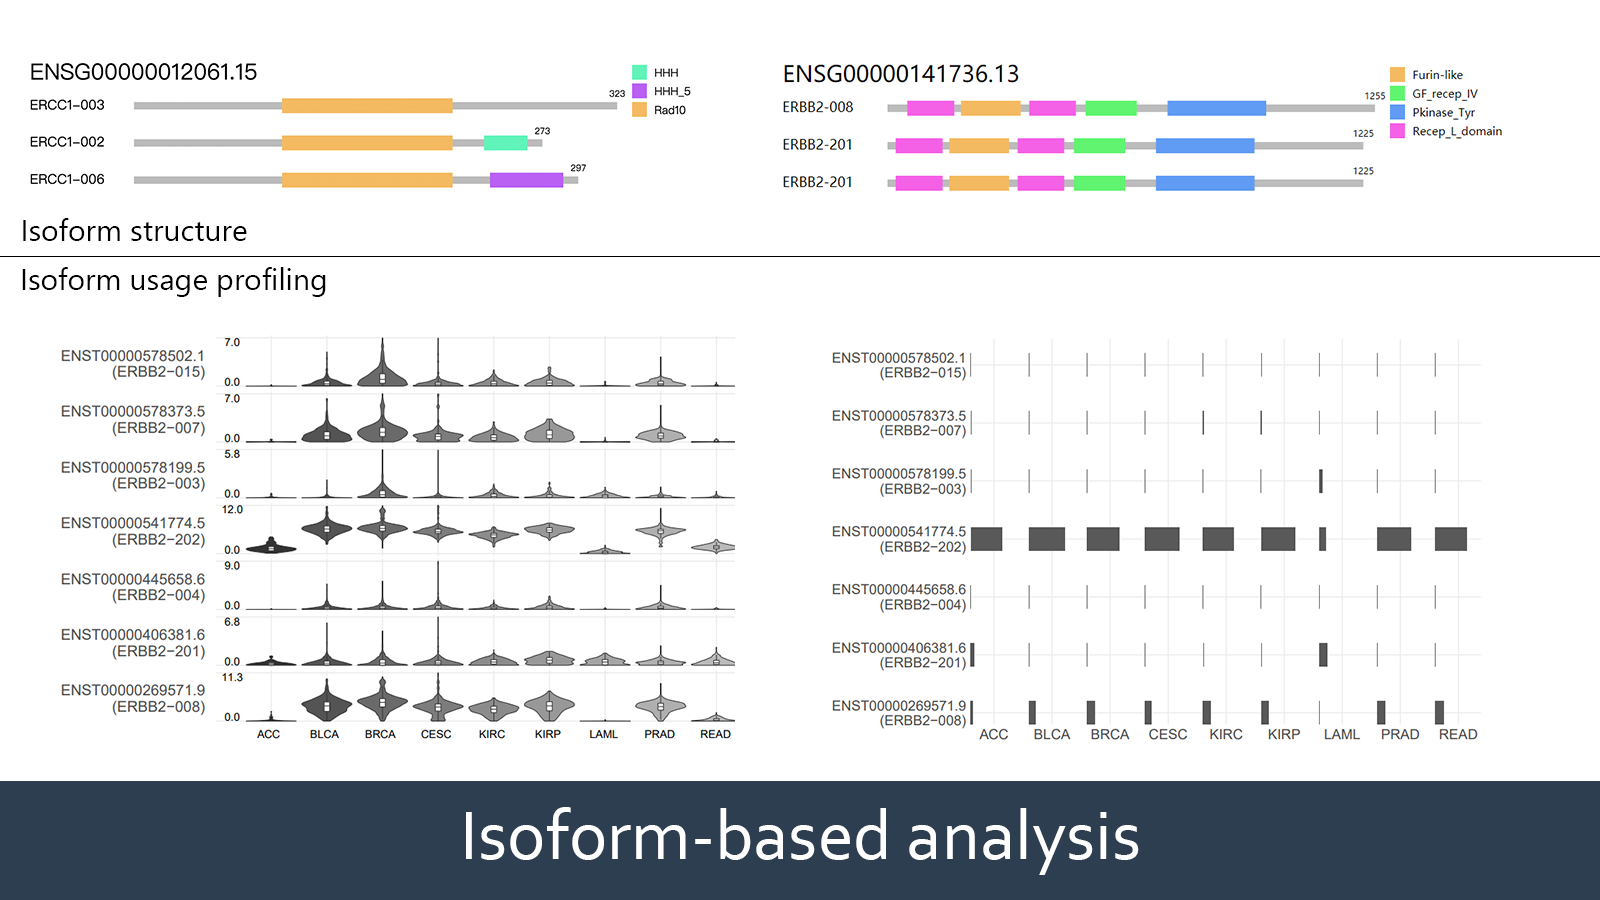 ENSG00000012061.15
ERCC1-003
323
ERCC1-002
273
ERCC1-006
297
HHH
HHH_5
Rad10
ENSG00000141736.13
ERBB2-008
1255
ERBB2-201
1225
ERBB2-201
1225
Furin-like
GF_recep_IV
Pkinase_Tyr
Recep_L_domain
Isoform structure
Isoform usage profiling
ENST00000578502.1
(ERBB2-015)
7.0
0.0
ENST00000578373.5
(ERBB2-007)
7.0
0.0
ENST00000578199.5
(ERBB2-003)
5.8
0.0
ENST00000541774.5
(ERBB2-202)
12.0
0.0
ENST00000445658.6
(ERBB2-004)
9.0
0.0
ENST00000406381.6
(ERBB2-201)
6.8
0.0
ENST00000269571.9
(ERBB2-008)
11.3
0.0
ACC BLCA BRCA CESC KIRC KIRP LAML PRAD READ
ENST00000578502.1
(ERBB2-015)
ENST00000578373.5
(ERBB2-007)
ENST00000578199.5
(ERBB2-003)
ENST00000541774.5
(ERBB2-202)
ENST00000445658.6
(ERBB2-004)
ENST00000406381.6
(ERBB2-201)
ENST00000269571.9
(ERBB2-008)
ACC BLCA BRCA CESC KIRC KIRP LAML PRAD READ
Isoform-based analysis